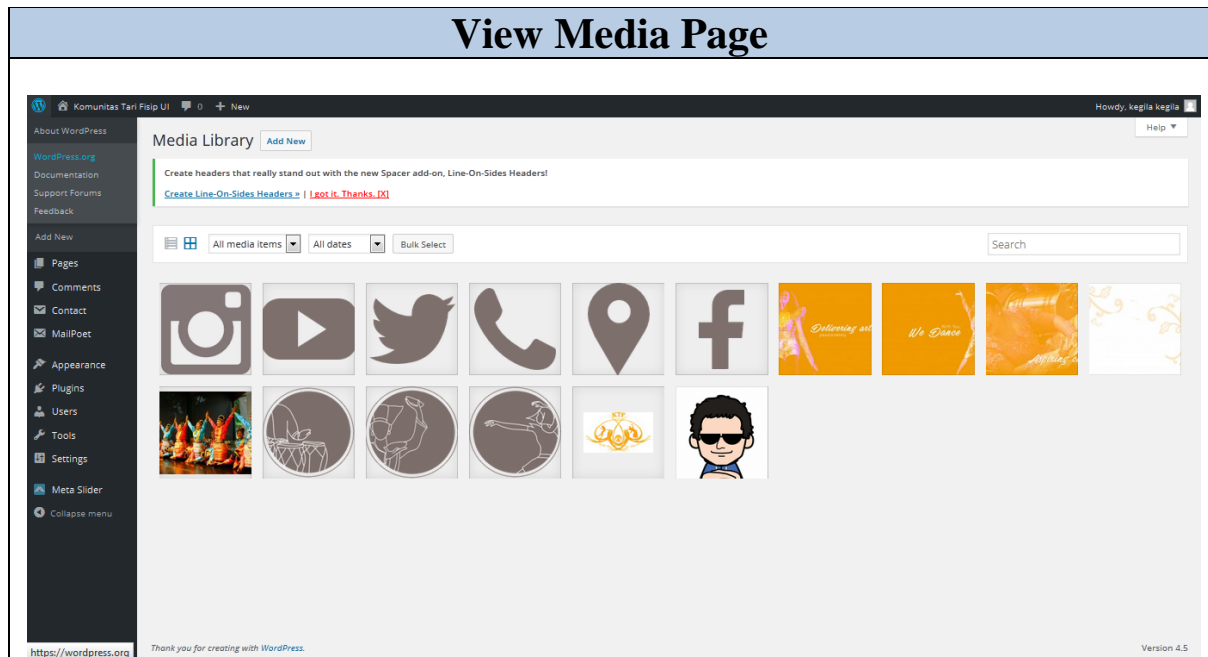 View Media Page
Komunitas Tari Fisip UI 0 + New
Howdy, kegila kegila
About WordPress
WordPress.org
Documentation
Support Forums
Feedback
Add New
Pages
Comments
Contact
MailPoet
Appearance
Plugins
Users
Tools
Settings
Meta Slider
Collapse menu
https://wordpress.org
Help ▼
Media Library Add New
Create headers that really stand out with the new Spacer add-on, Line-On-Sides Headers!
Create Line-On-Sides Headers » | I got it. Thanks. [X]
All media items All dates Bulk Select Search
Delivering art
We Dance
KTF
Thank you for creating with WordPress.
Version 4.5